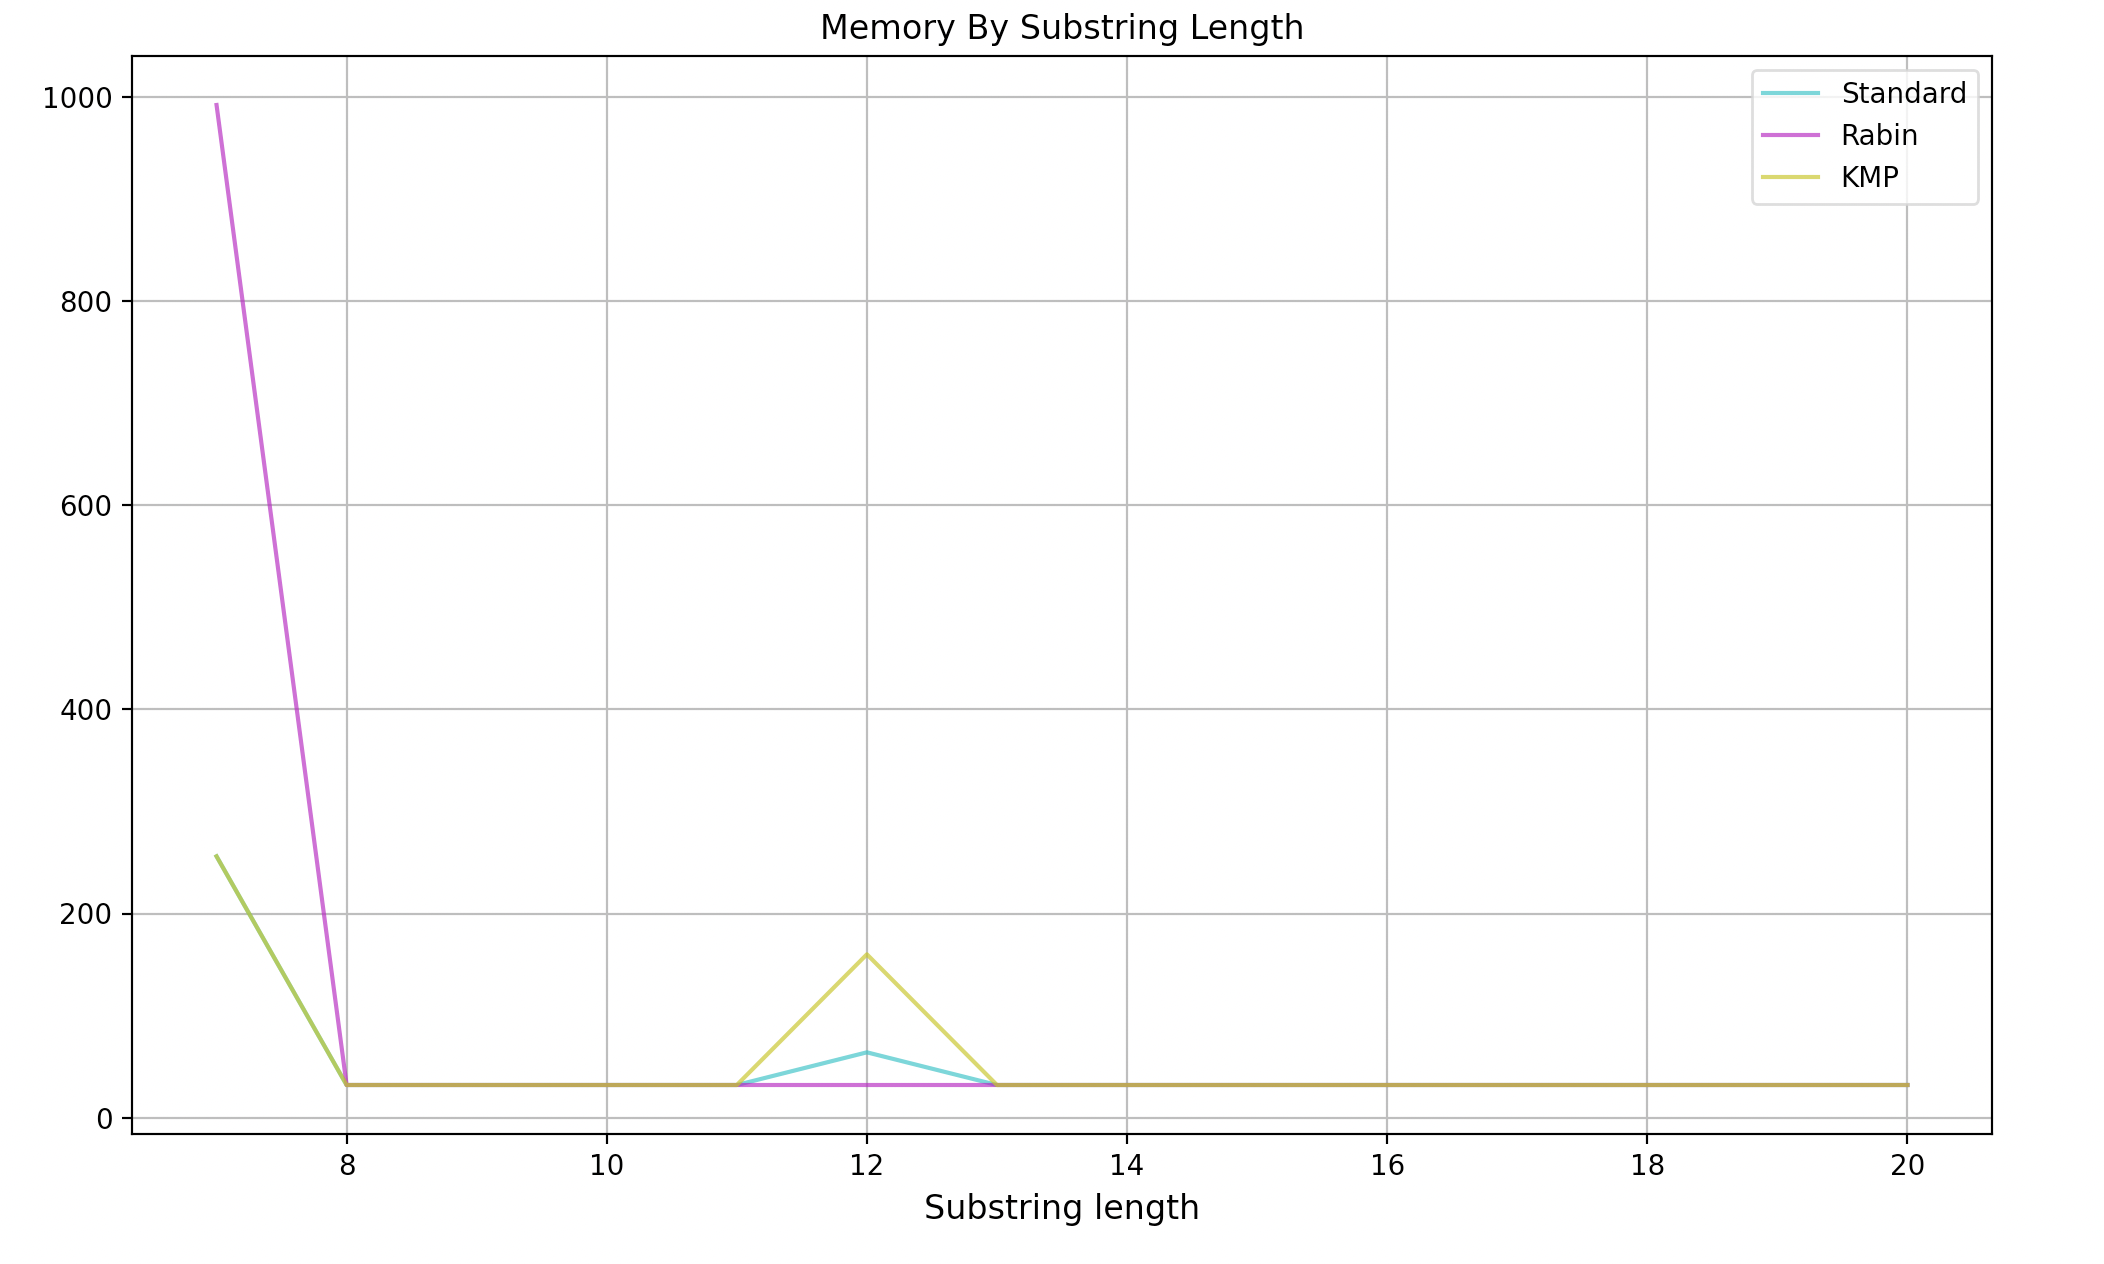 Memory By Substring Length
1000
800
600
400
200
0
Standard
Rabin
KMP
8 10 12 14 16 18 20
Substring length